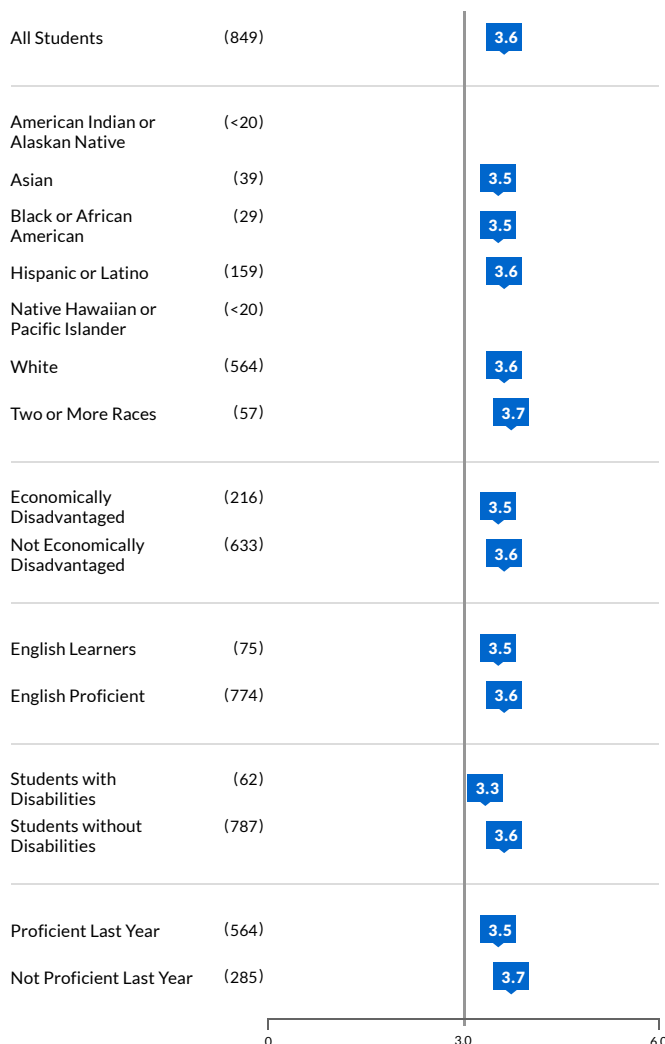 All Students (849) 3.6
American Indian or (<20)
Alaskan Native
Asian (39) 3.5
Black or African (29) 3.5
American
Hispanic or Latino (159) 3.6
Native Hawaiian or (<20)
Pacific Islander
White (564) 3.6
Two or More Races (57) 3.7
Economically (216) 3.5
Disadvantaged
Not Economically (633) 3.6
Disadvantaged
English Learners (75) 3.5
English Proficient (774) 3.6
Students with (62) 3.3
Disabilities
Students without (787) 3.6
Disabilities
Proficient Last Year (564) 3.5
Not Proficient Last Year (285) 3.7
0 3.0 6.0